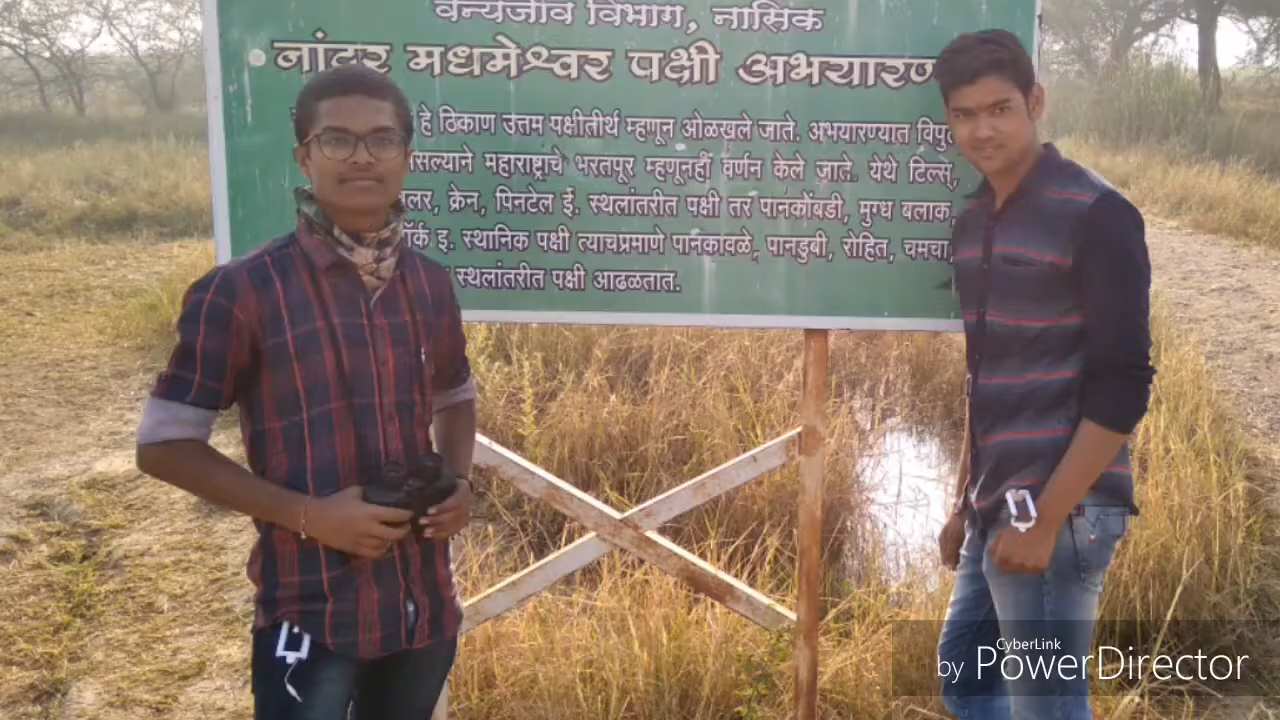 वन्यजीव विभाग, नासिक
नांदूर मधमेश्वर पक्षी अभयारण
हे ठिकाण उत्तम पक्षीतीर्थ म्हणून ओळखले जाते. अभयारण्यात विपु
सल्याने महाराष्ट्राचे भरतपूर म्हणूनहीं वर्णन केले जाते. येथे टिल्स,
लर, क्रेन, पिनटेल ई. स्थलांतरीत पक्षी तर पानकोंबडी, मुग्ध बलाक,
ॉर्क इ. स्थानिक पक्षी त्याचप्रमाणे पानकावळे, पानडुबी, रोहित, चमचा,
स्थलांतरीत पक्षी आढळतात.
CyberLink
by PowerDirector